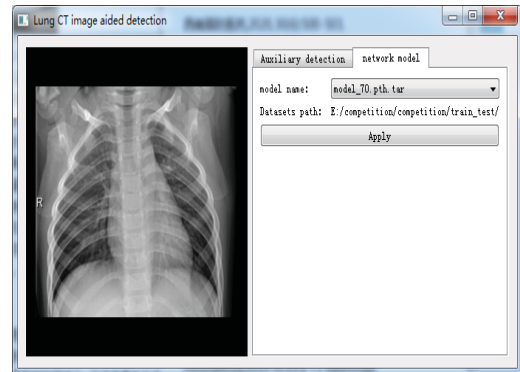 Lung CT image aided detection
Auxiliary detection network model
model name: model_70.pth.tar
Datasets path: E:/competition/competition/train_test/
Apply
R